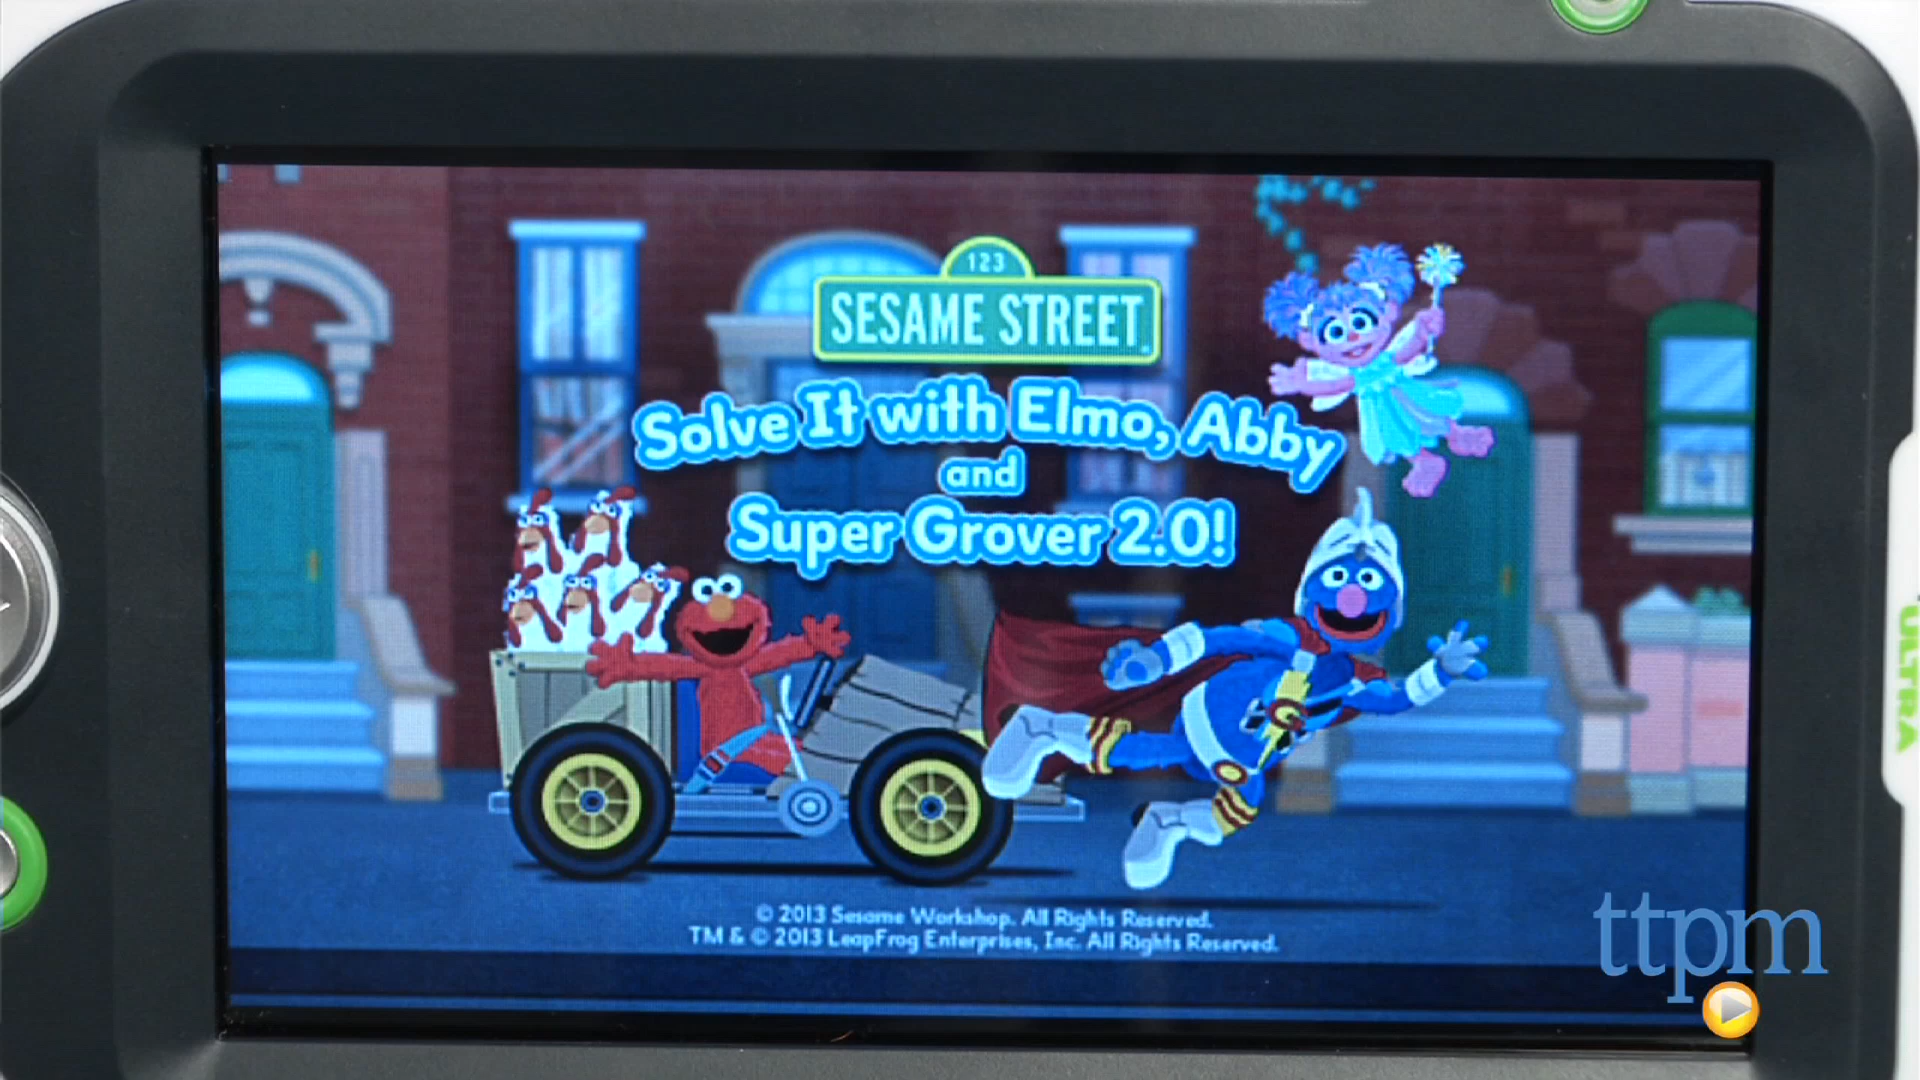 123
SESAME STREET
Solve It with Elmo, Abby
and
Super Grover 2.0!
© 2013 Sesame Workshop. All Rights Reserved.
TM & © 2013 LeapFrog Enterprises, Inc. All Rights Reserved.
ULTRA
ttpm